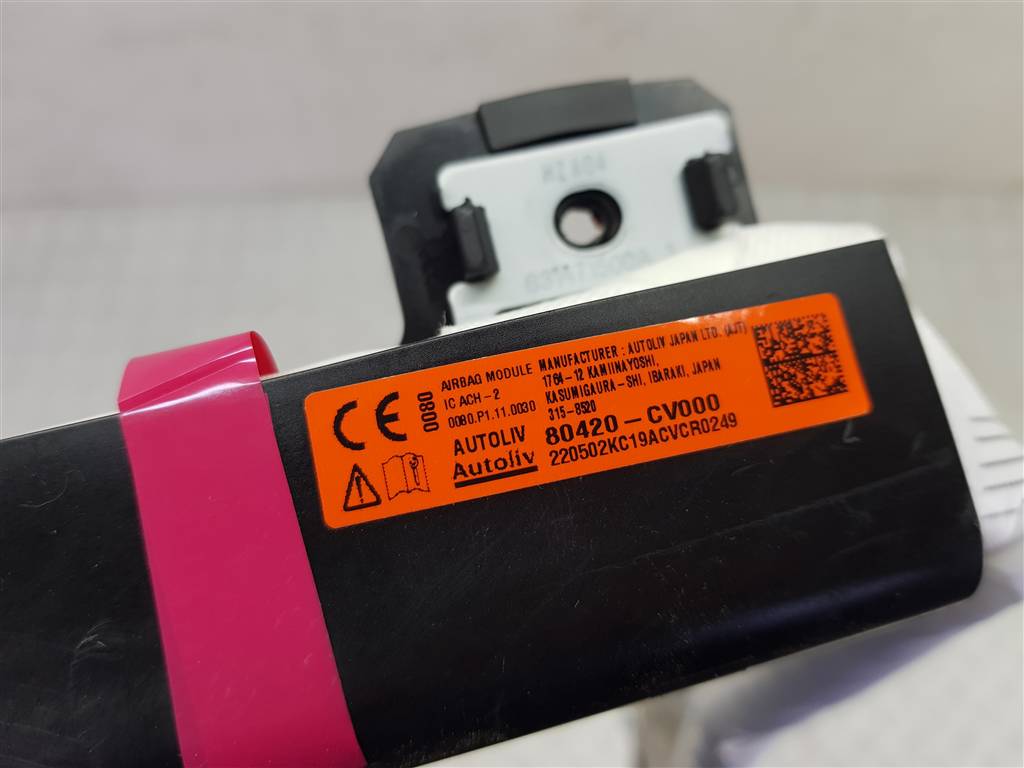 HZA04
CE 0080
AIRBAG MODULE
IC ACH-2
0080.P1.11.0030
MANUFACTURER : AUTOLIV JAPAN LTD. (AJT)
1764-12 KAMIINAYOSHI,
KASUMIGAURA-SHI, IBARAKI, JAPAN
315-8520
AUTOLIV 80420-CV000
Autoliv 220502KC19ACVCR0249